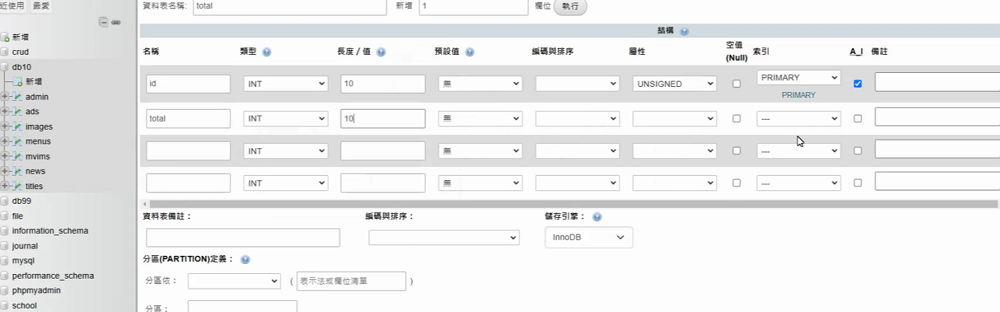 近使用 最愛
新增
crud
db10
新增
admin
ads
images
menus
mvims
news
titles
db99
file
information_schema
journal
mysql
performance_schema
phpmyadmin
school
資料表名稱: total 新增 1 欄位 執行
結構
名稱 類型 長度 / 值 預設值 編碼與排序 屬性 空值 (Null) 索引 A_I 備註
id INT 10 無 UNSIGNED PRIMARY
PRIMARY
total INT 10 無 ---
INT 無 ---
INT 無 ---
資料表備註： 編碼與排序： 儲存引擎：
InnoDB
分區(PARTITION)定義：
分區依： ( 表示法或欄位清單 )
分區：